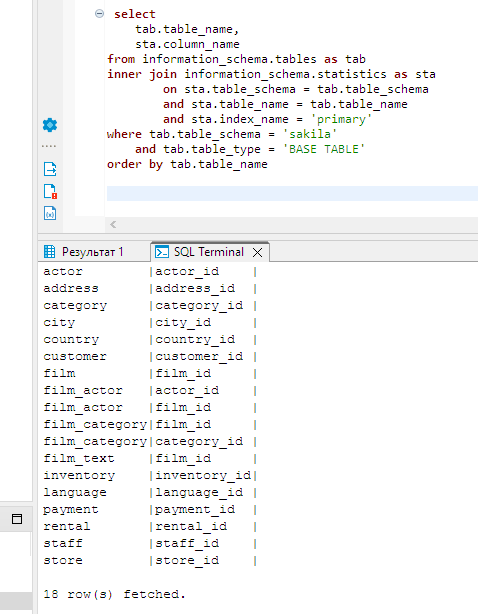 select
tab.table_name,
sta.column_name
from information_schema.tables as tab
inner join information_schema.statistics as sta
on sta.table_schema = tab.table_schema
and sta.table_name = tab.table_name
and sta.index_name = 'primary'
where tab.table_schema = 'sakila'
and tab.table_type = 'BASE TABLE'
order by tab.table_name
Результат 1 SQL Terminal
actor |actor_id |
address |address_id |
category |category_id |
city |city_id |
country |country_id |
customer |customer_id |
film |film_id |
film_actor |actor_id |
film_actor |film_id |
film_category|film_id |
film_category|category_id |
film_text |film_id |
inventory |inventory_id|
language |language_id |
payment |payment_id |
rental |rental_id |
staff |staff_id |
store |store_id |
18 row(s) fetched.